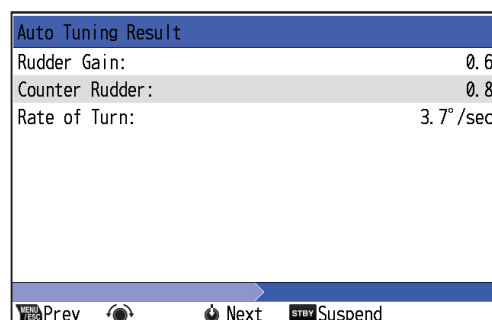 Auto Tuning Result
Rudder Gain: 0.6
Counter Rudder: 0.8
Rate of Turn: 3.7°/sec
MENU/ESC Prev Next STBY Suspend